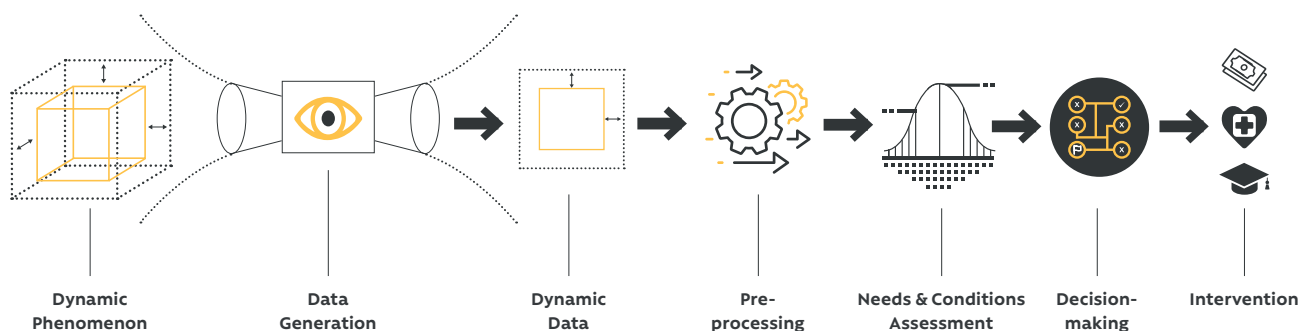 Dynamic
Phenomenon
Data
Generation
Dynamic
Data
Pre-
processing
Needs & Conditions
Assessment
Decision-
making
Intervention